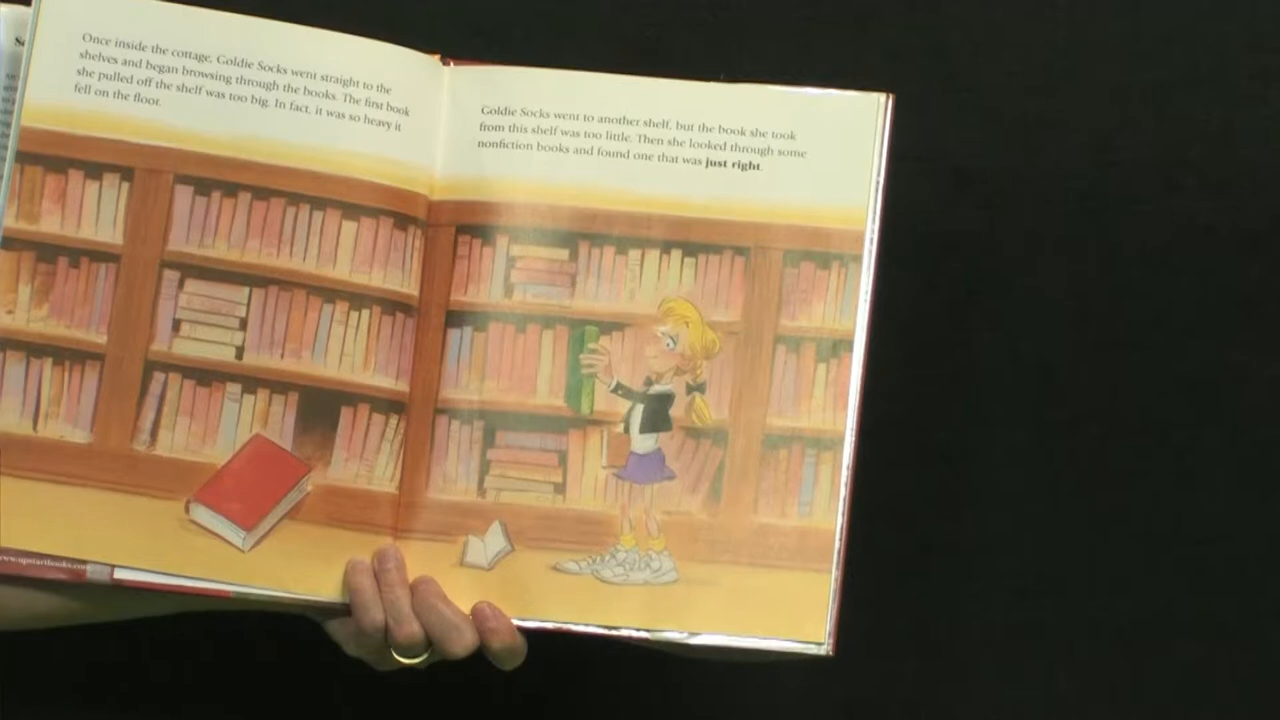 Once inside the cottage, Goldie Socks went straight to the
shelves and began browsing through the books. The first book
she pulled off the shelf was too big. In fact, it was so heavy it
fell on the floor.
Goldie Socks went to another shelf, but the book she took
from this shelf was too little. Then she looked through some
nonfiction books and found one that was just right.
www.upstartbooks.com